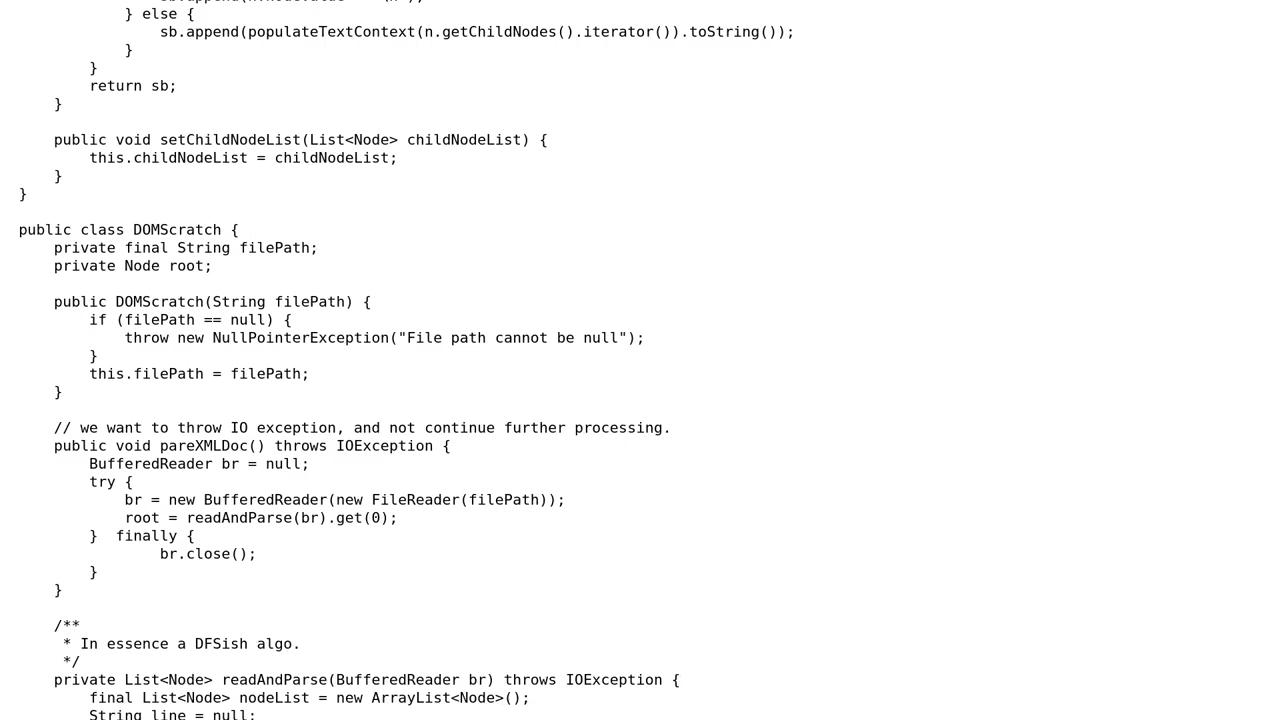 } else {
sb.append(populateTextContext(n.getChildNodes().iterator()).toString());
}
}
return sb;
}
public void setChildNodeList(List<Node> childNodeList) {
this.childNodeList = childNodeList;
}
}
public class DOMScratch {
private final String filePath;
private Node root;
public DOMScratch(String filePath) {
if (filePath == null) {
throw new NullPointerException("File path cannot be null");
}
this.filePath = filePath;
}
// we want to throw IO exception, and not continue further processing.
public void pareXMLDoc() throws IOException {
BufferedReader br = null;
try {
br = new BufferedReader(new FileReader(filePath));
root = readAndParse(br).get(0);
}  finally {
br.close();
}
}
/**
* In essence a DFSish algo.
*/
private List<Node> readAndParse(BufferedReader br) throws IOException {
final List<Node> nodeList = new ArrayList<Node>();
String line = null;